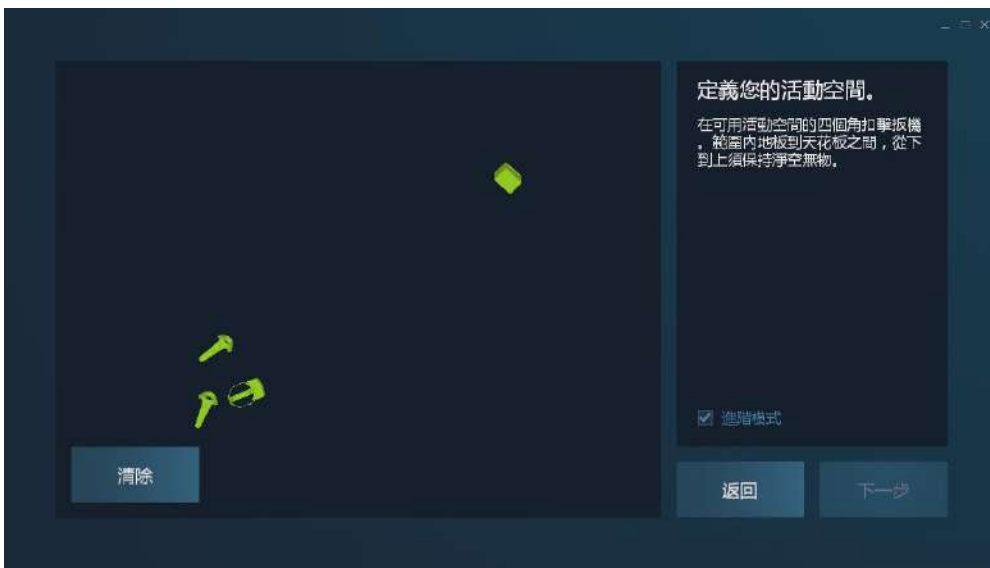 定義您的活動空間。
在可用活動空間的四個角扣擊扳機
。範圍內地板到天花板之間，從下
到上須保持淨空無物。
進階模式
清除
返回
下一步